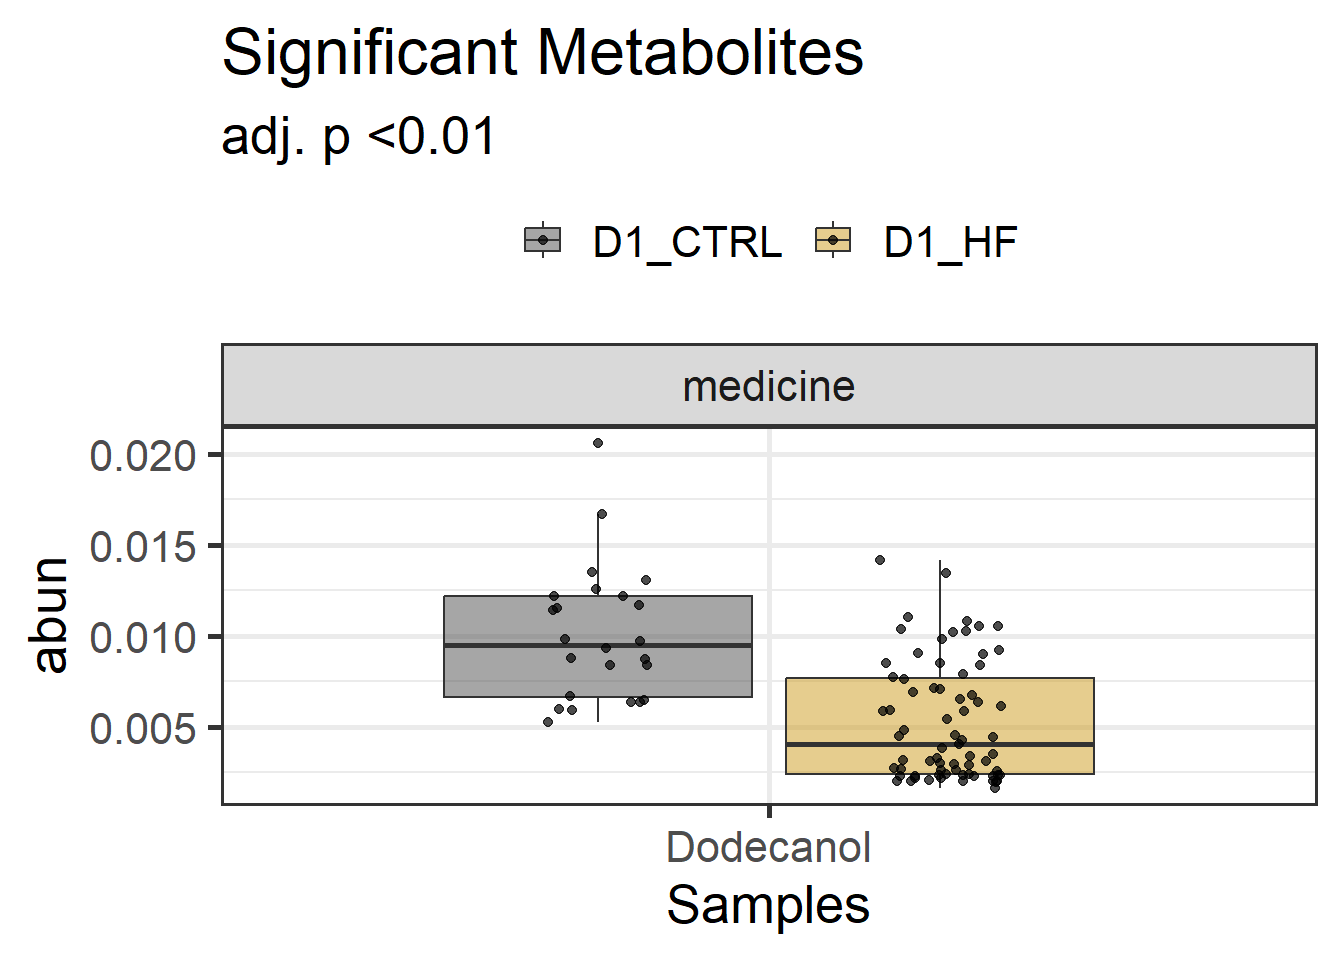 Significant Metabolites
adj. p <0.01
D1_CTRL D1_HF
medicine
0.020
0.015
0.010
0.005
abun
Dodecanol
Samples